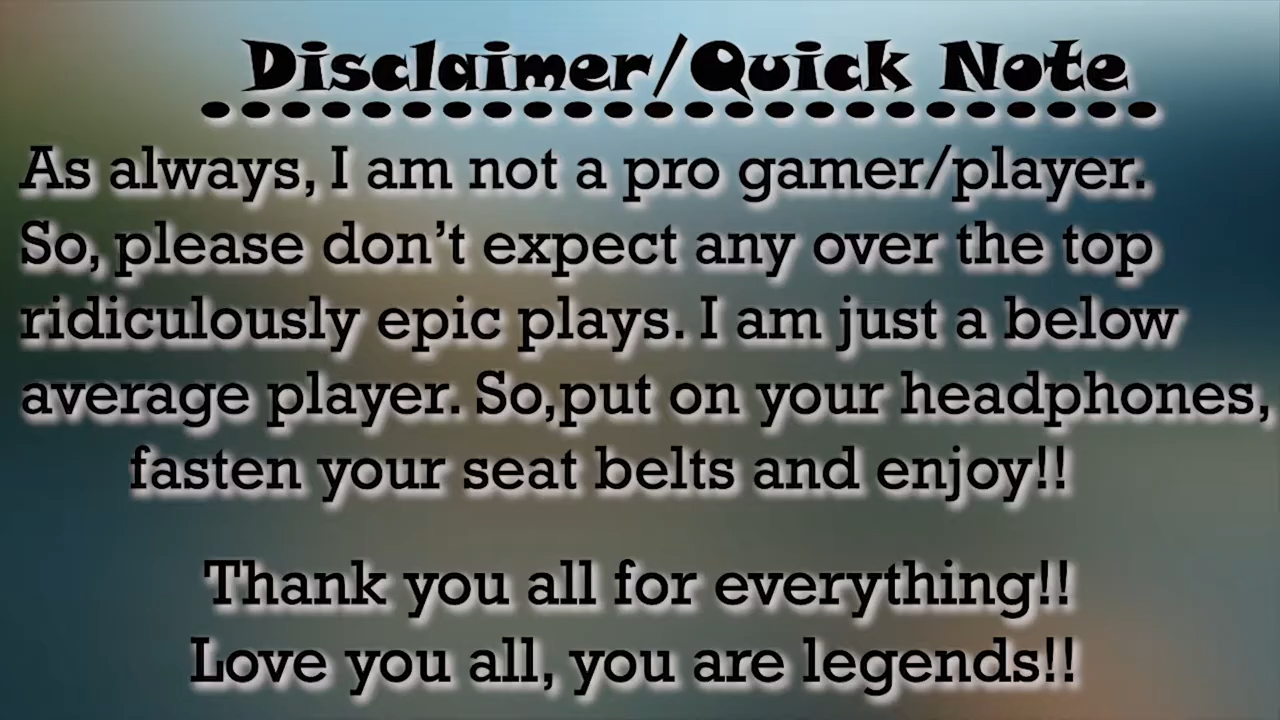 Disclaimer/Quick Note
As always, I am not a pro gamer/player.
So, please don’t expect any over the top
ridiculously epic plays. I am just a below
average player. So,put on your headphones,
fasten your seat belts and enjoy!!
Thank you all for everything!!
Love you all, you are legends!!